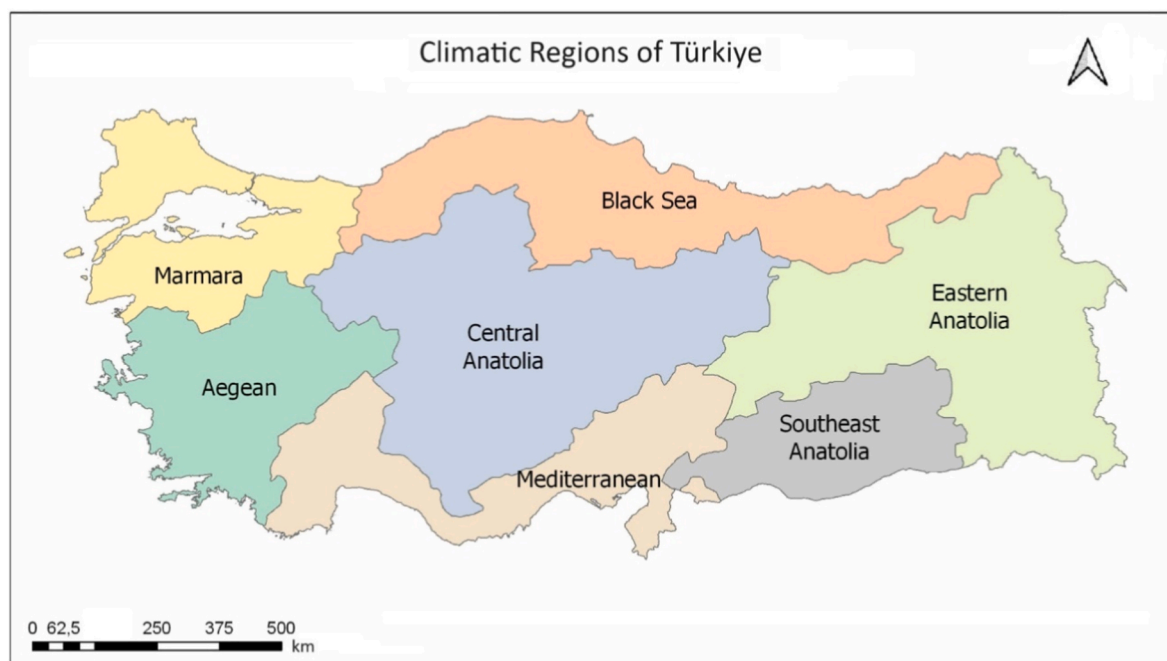 Climatic Regions of Türkiye
Black Sea
Marmara
Eastern
Anatolia
Central
Anatolia
Aegean
Southeast
Anatolia
Mediterranean
0 62,5 250 375 500
km